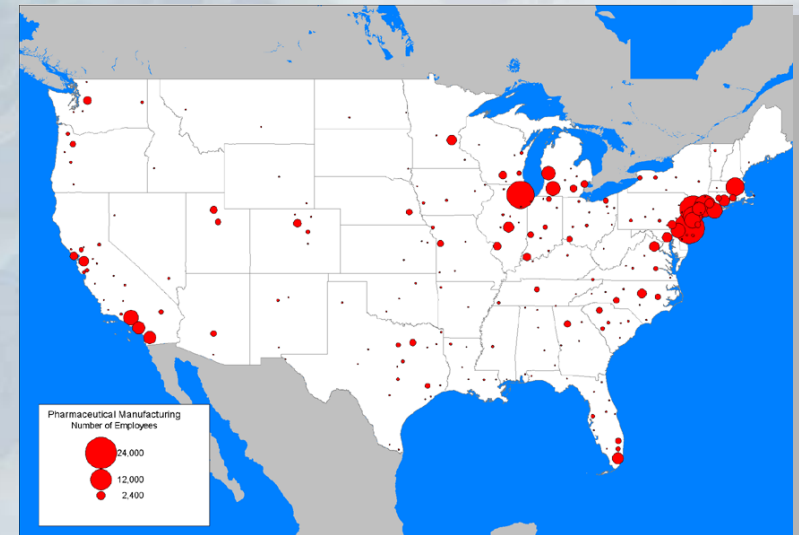 Pharmaceutical Manufacturing
Number of Employees
24,000
12,000
2,400